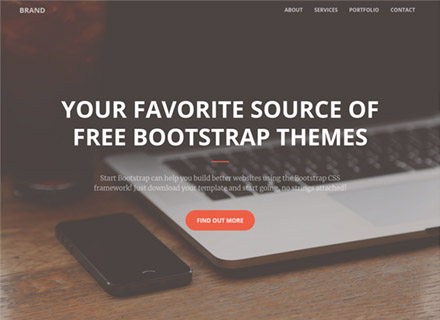 BRAND
ABOUT SERVICES PORTFOLIO CONTACT
YOUR FAVORITE SOURCE OF
FREE BOOTSTRAP THEMES
Start Bootstrap can help you build better websites using the Bootstrap CSS
framework! Just download your template and start going, no strings attached!
FIND OUT MORE